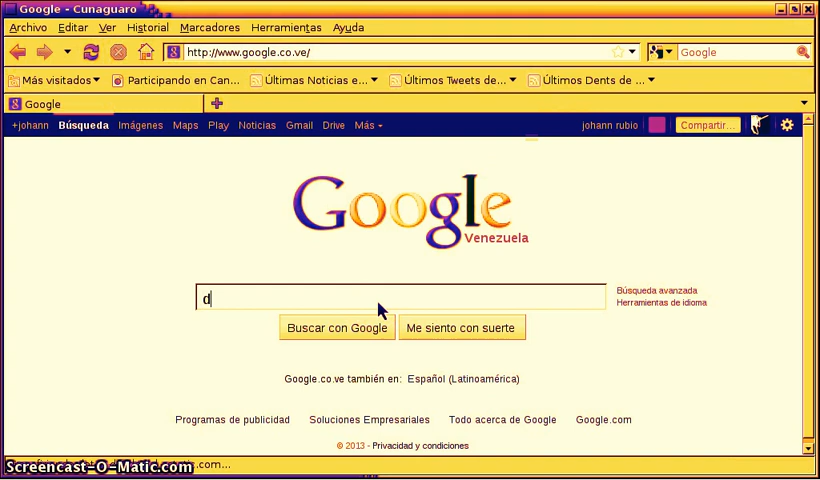 Google - Cunaguaro
Archivo Editar Ver Historial Marcadores Herramientas Ayuda
http://www.google.co.ve/ Google
Más visitados Participando en Can... Últimas Noticias e... Últimos Tweets de... Últimos Dents de ...
Google
+johann Búsqueda Imágenes Maps Play Noticias Gmail Drive Más johann rubio Compartir...
Google
Venezuela
d
Búsqueda avanzada
Herramientas de idioma
Buscar con Google Me siento con suerte
Google.co.ve también en: Español (Latinoamérica)
Programas de publicidad Soluciones Empresariales Todo acerca de Google Google.com
© 2013 - Privacidad y condiciones
Screencast-O-Matic.com